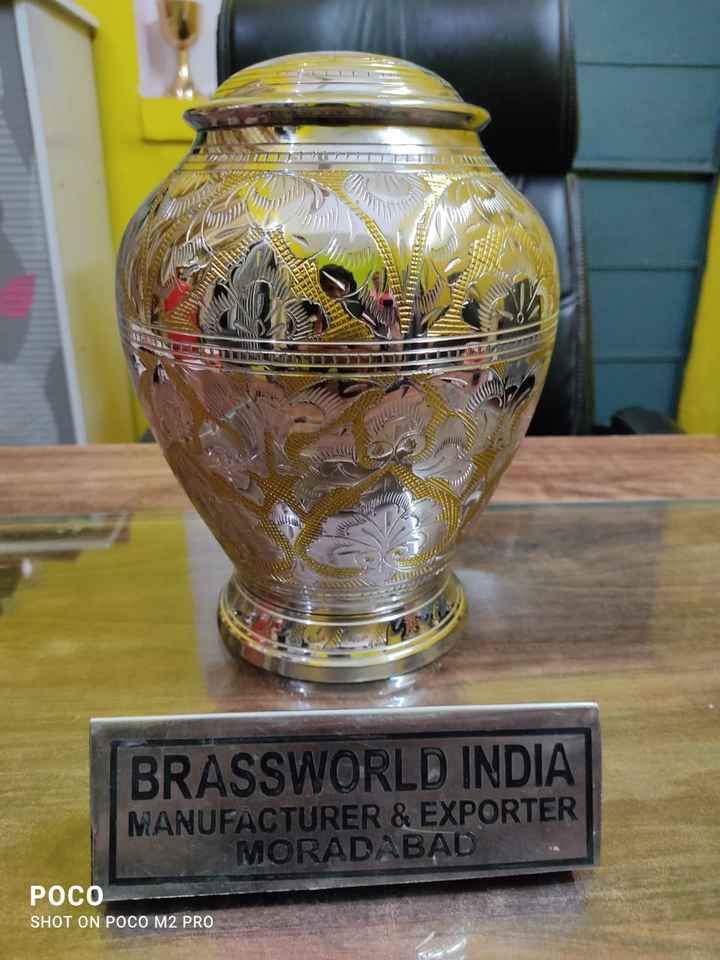 BRASSWORLD INDIA
MANUFACTURER & EXPORTER
MORADABAD
POCO
SHOT ON POCO M2 PRO